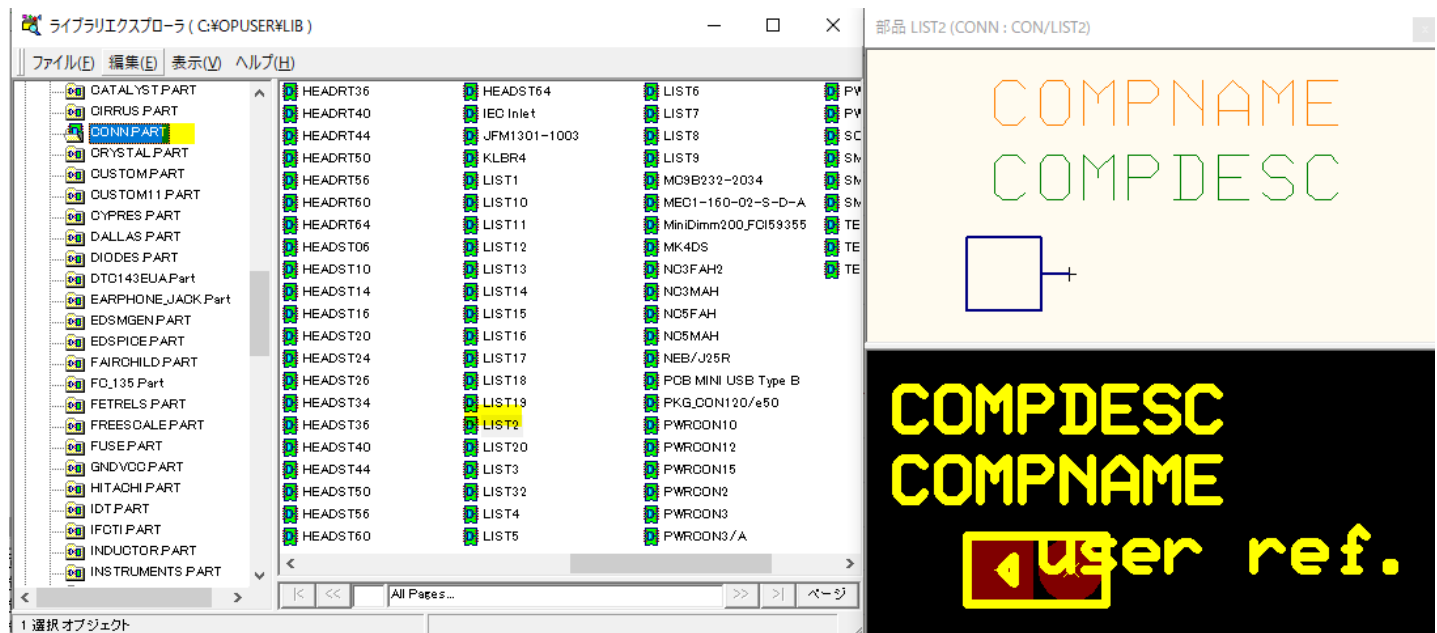 ライブラリエクスプローラ ( C:¥OPUSER¥LIB )
ファイル(F) 編集(E) 表示(V) ヘルプ(H)
CATALYST.PART
CIRRUS.PART
CONN.PART
CRYSTAL.PART
CUSTOM.PART
CUSTOM11.PART
CYPRES.PART
DALLAS.PART
DIODES.PART
DTC143EUA.Part
EARPHONE_JACK.Part
EDSMGEN.PART
EDSPICE.PART
FAIRCHILD.PART
FC_135.Part
FETRELS.PART
FREESCALE.PART
FUSE.PART
GNDVCC.PART
HITACHI.PART
IDT.PART
IFCTI.PART
INDUCTOR.PART
INSTRUMENTS.PART
HEADRT36
HEADRT40
HEADRT44
HEADRT50
HEADRT56
HEADRT60
HEADRT64
HEADST06
HEADST10
HEADST14
HEADST16
HEADST20
HEADST24
HEADST26
HEADST34
HEADST36
HEADST40
HEADST44
HEADST50
HEADST56
HEADST60
HEADST64
IEC Inlet
JFM1301-1003
KLBR4
LIST1
LIST10
LIST11
LIST12
LIST13
LIST14
LIST15
LIST16
LIST17
LIST18
LIST19
LIST2
LIST20
LIST3
LIST32
LIST4
LIST5
LIST6
LIST7
LIST8
LIST9
MC9B232-2034
MEC1-160-02-S-D-A
MiniDimm200_FCI59355
MK4DS
NC3FAH2
NC3MAH
NC5FAH
NC5MAH
NEB/J25R
PCB MINI USB Type B
PKG_CON120/e50
PWRCON10
PWRCON12
PWRCON15
PWRCON2
PWRCON3
PWRCON3/A
PW
PW
SC
SM
SM
SM
TE
TE
TE
|< << All Pages... >> >| ページ
1 選択オブジェクト
部品 LIST2 (CONN : CON/LIST2)
COMPNAME
COMPDESC
COMPDESC
COMPNAME
user ref.